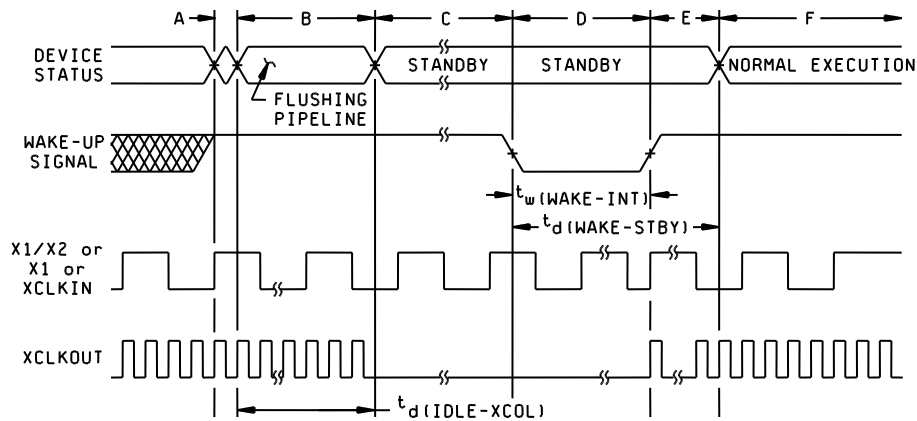 A B C D E F
DEVICE
STATUS
STANDBY STANDBY NORMAL EXECUTION
FLUSHING
PIPELINE
WAKE-UP
SIGNAL
tw(WAKE-INT)
td(WAKE-STBY)
X1/X2 or
X1 or
XCLKIN
XCLKOUT
td(IDLE-XCOL)